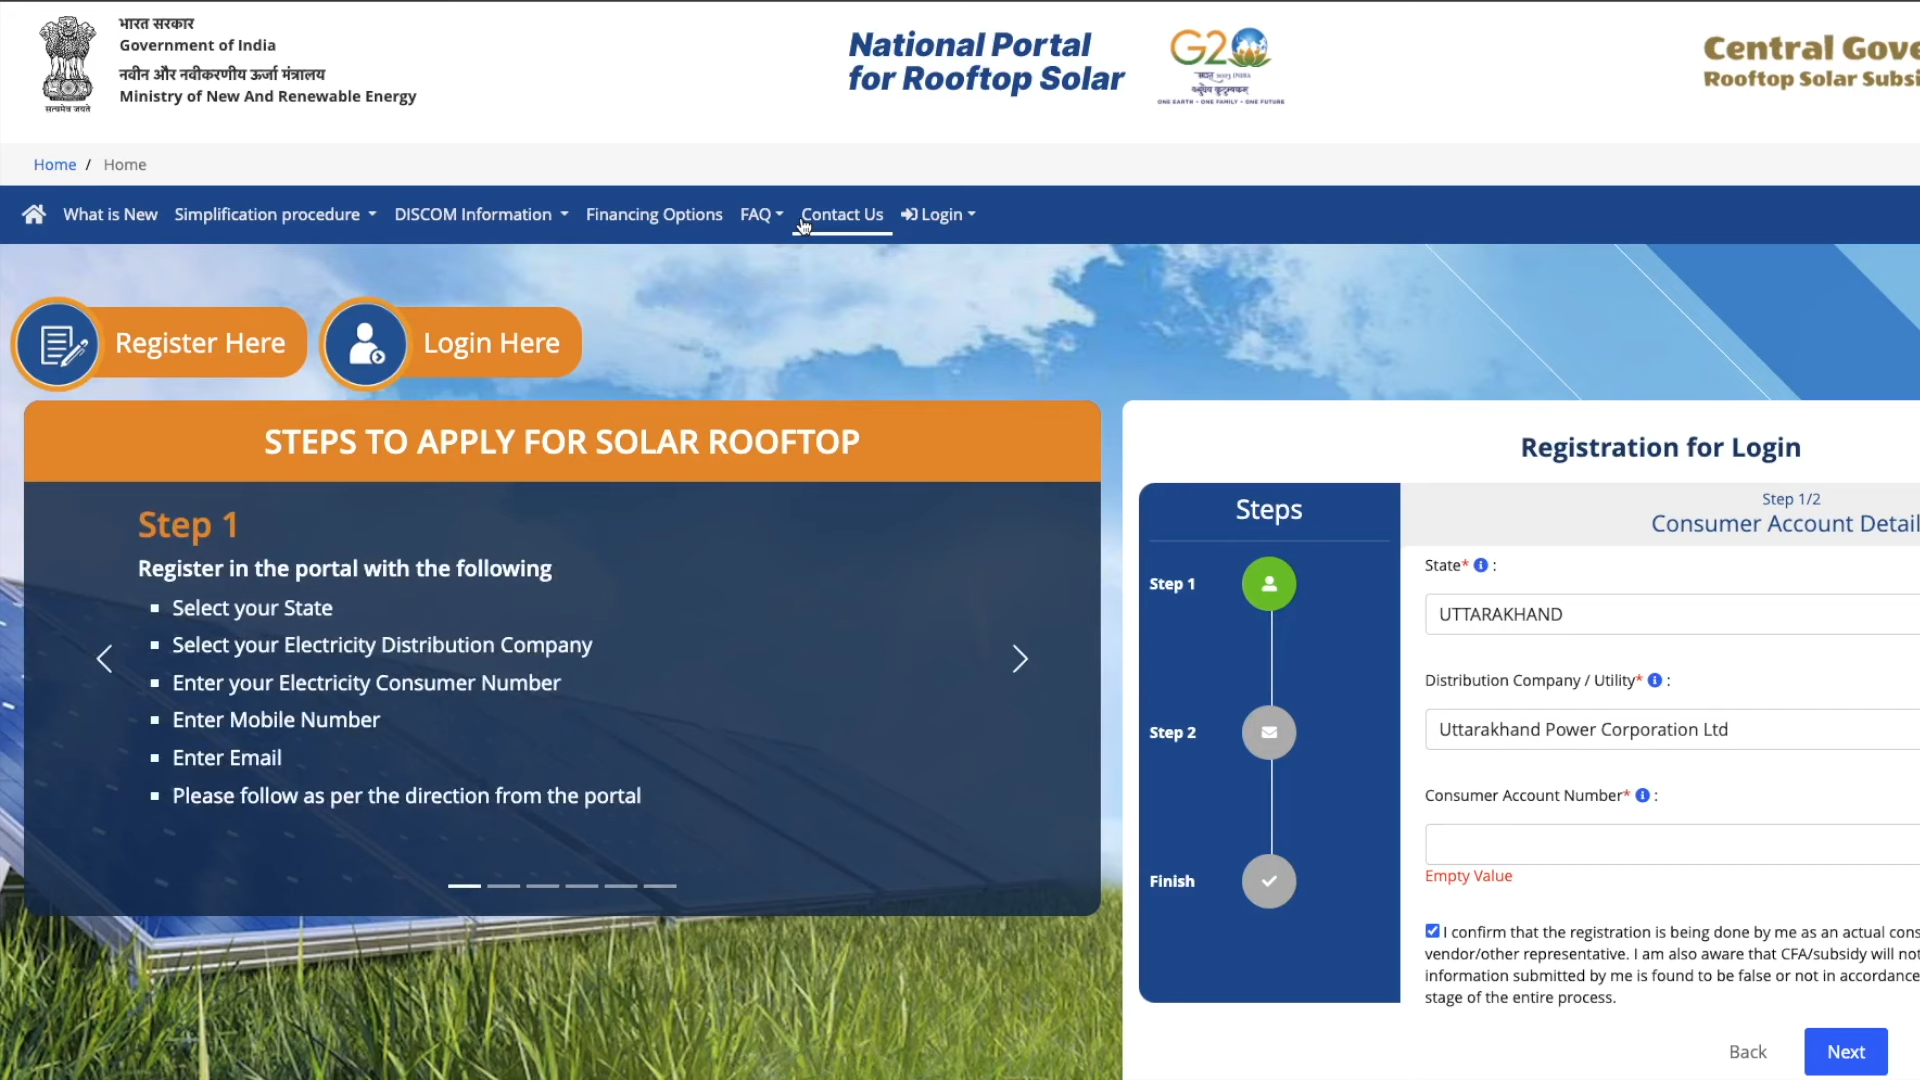 भारत सरकार
Government of India
नवीन और नवीकरणीय ऊर्जा मंत्रालय
Ministry of New And Renewable Energy
सत्यमेव जयते
National Portal
for Rooftop Solar
G20
ONE EARTH • ONE FAMILY • ONE FUTURE
Central Gove
Rooftop Solar Subsi
Home / Home
What is New Simplification procedure DISCOM Information Financing Options FAQ Contact Us Login
Register Here Login Here
STEPS TO APPLY FOR SOLAR ROOFTOP
Step 1
Register in the portal with the following
Select your State
Select your Electricity Distribution Company
Enter your Electricity Consumer Number
Enter Mobile Number
Enter Email
Please follow as per the direction from the portal
Registration for Login
Steps
Step 1
Step 2
Finish
Step 1/2
Consumer Account Detail
State* :
UTTARAKHAND
Distribution Company / Utility* :
Uttarakhand Power Corporation Ltd
Consumer Account Number* :
Empty Value
I confirm that the registration is being done by me as an actual cons
vendor/other representative. I am also aware that CFA/subsidy will not
information submitted by me is found to be false or not in accordance
stage of the entire process.
Back Next